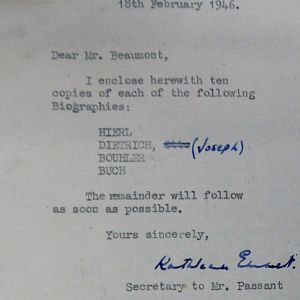 18th February 1946.
Dear Mr. Beaumont,
I enclose herewith ten
copies of each of the following
Biographies:
HIERL
DIETRICH, Otto (JOSEPH)
BOUHLER
BUCH
The remainder will follow
as soon as possible.
Yours sincerely,
Kathleen
Secretary to Mr. Passant